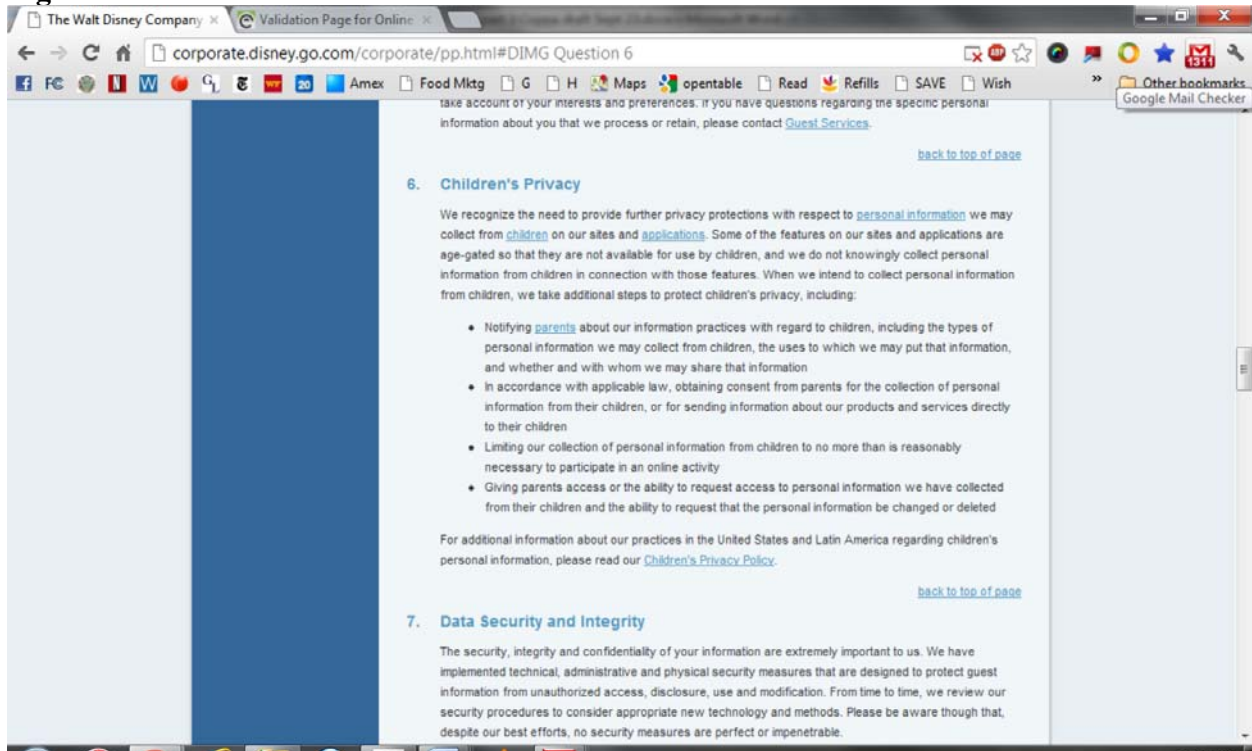 The Walt Disney Company
Validation Page for Online
corporate.disney.go.com/corporate/pp.html#DIMG Question 6
Amex Food Mktg G H Maps opentable Read Refills SAVE Wish » Other bookmarks
Google Mail Checker
take account of your interests and preferences. If you have questions regarding the specific personal
information about you that we process or retain, please contact Guest Services.
back to top of page
6. Children's Privacy
We recognize the need to provide further privacy protections with respect to personal information we may
collect from children on our sites and applications. Some of the features on our sites and applications are
age-gated so that they are not available for use by children, and we do not knowingly collect personal
information from children in connection with those features. When we intend to collect personal information
from children, we take additional steps to protect children's privacy, including:
• Notifying parents about our information practices with regard to children, including the types of
personal information we may collect from children, the uses to which we may put that information,
and whether and with whom we may share that information
• In accordance with applicable law, obtaining consent from parents for the collection of personal
information from their children, or for sending information about our products and services directly
to their children
• Limiting our collection of personal information from children to no more than is reasonably
necessary to participate in an online activity
• Giving parents access or the ability to request access to personal information we have collected
from their children and the ability to request that the personal information be changed or deleted
For additional information about our practices in the United States and Latin America regarding children's
personal information, please read our Children's Privacy Policy.
back to top of page
7. Data Security and Integrity
The security, integrity and confidentiality of your information are extremely important to us. We have
implemented technical, administrative and physical security measures that are designed to protect guest
information from unauthorized access, disclosure, use and modification. From time to time, we review our
security procedures to consider appropriate new technology and methods. Please be aware though that,
despite our best efforts, no security measures are perfect or impenetrable.